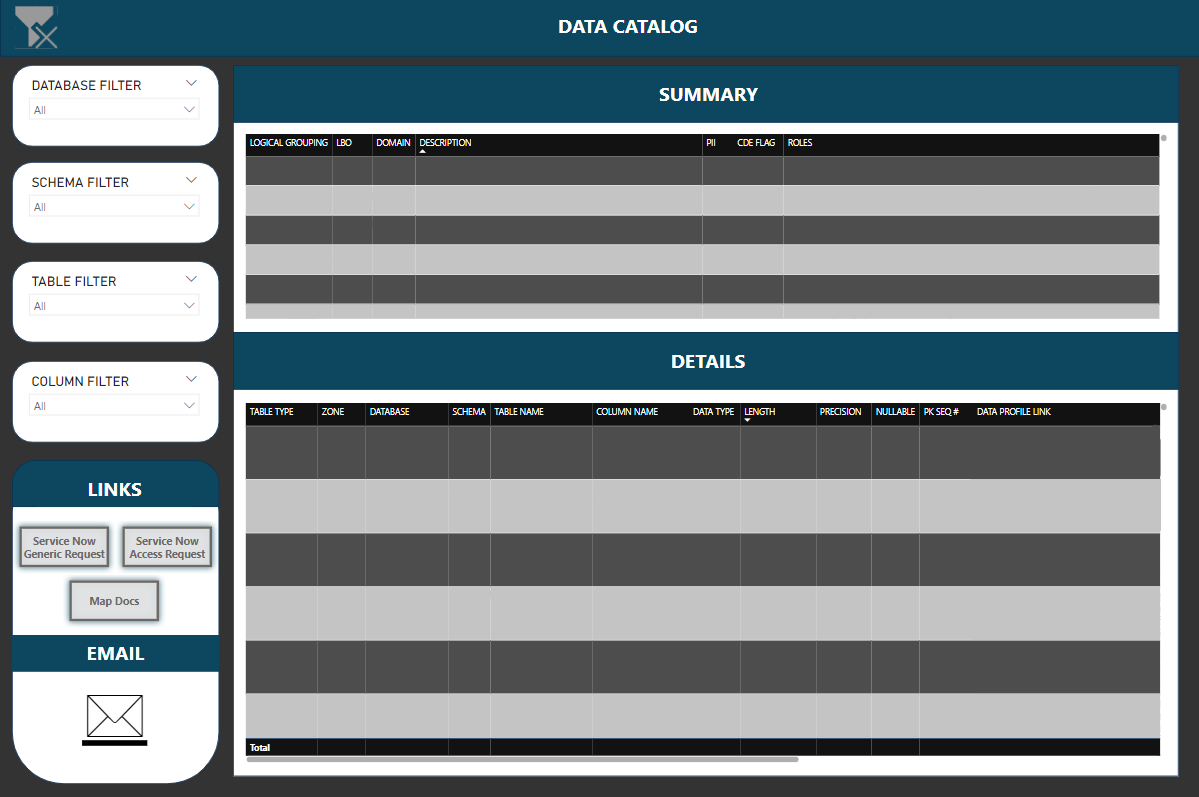 DATA CATALOG
DATABASE FILTER
All
SCHEMA FILTER
All
TABLE FILTER
All
COLUMN FILTER
All
LINKS
Service Now
Generic Request
Service Now
Access Request
Map Docs
EMAIL
SUMMARY
LOGICAL GROUPING LBO DOMAIN DESCRIPTION PII CDE FLAG ROLES
DETAILS
TABLE TYPE ZONE DATABASE SCHEMA TABLE NAME COLUMN NAME DATA TYPE LENGTH PRECISION NULLABLE PK SEQ # DATA PROFILE LINK
Total